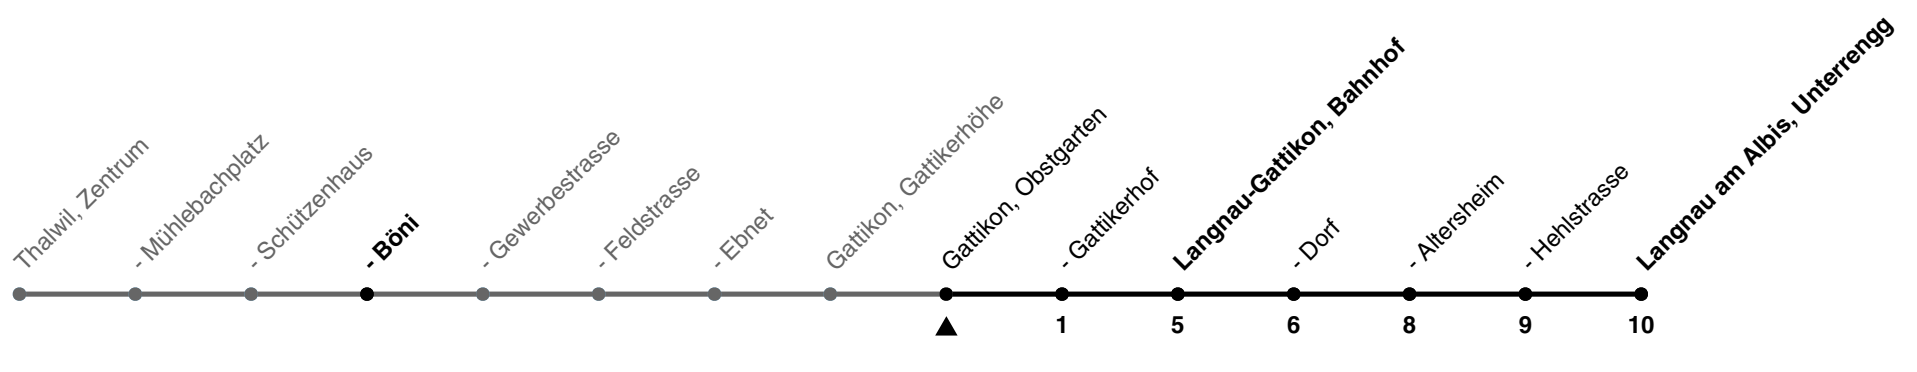 Thalwil, Zentrum
- Mühlebachplatz
- Schützenhaus
- Böni
- Gewerbestrasse
- Feldstrasse
- Ebnet
Gattikon, Gattikerhöhe
Gattikon, Obstgarten
- Gattikerhof
Langnau-Gattikon, Bahnhof
- Dorf
- Altersheim
- Hehlstrasse
Langnau am Albis, Unterrengg
1 5 6 8 9 10